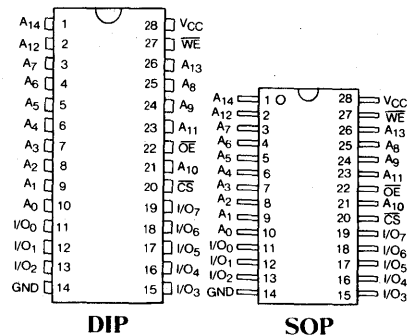 A14 1 28 VCC
A12 2 27 WE
A7 3 26 A13
A6 4 25 A8
A5 5 24 A9
A4 6 23 A11
A3 7 22 OE
A2 8 21 A10
A1 9 20 CS
A0 10 19 I/O7
I/O0 11 18 I/O6
I/O1 12 17 I/O5
I/O2 13 16 I/O4
GND 14 15 I/O3
DIP
A14 1 28 VCC
A12 2 27 WE
A7 3 26 A13
A6 4 25 A8
A5 5 24 A9
A4 6 23 A11
A3 7 22 OE
A2 8 21 A10
A1 9 20 CS
A0 10 19 I/O7
I/O0 11 18 I/O6
I/O1 12 17 I/O5
I/O2 13 16 I/O4
GND 14 15 I/O3
SOP